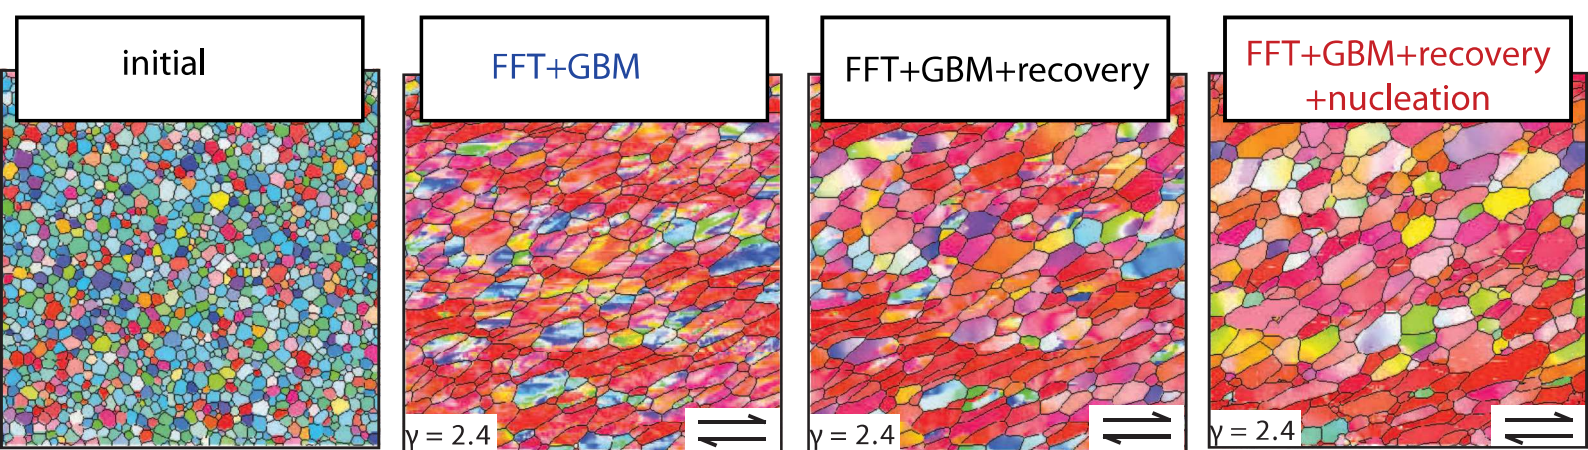 initial
FFT+GBM
FFT+GBM+recovery
FFT+GBM+recovery
+nucleation
γ = 2.4
γ = 2.4
γ = 2.4